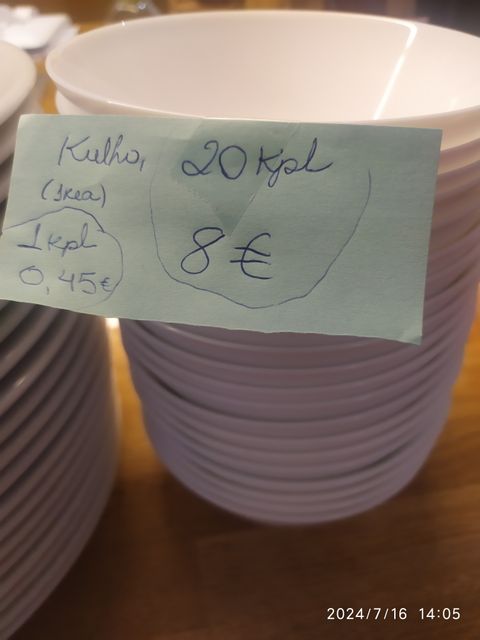 Kulho,
(Ikea)
1 kpl
0,45€
20 kpl
8 €
2024/7/16 14:05